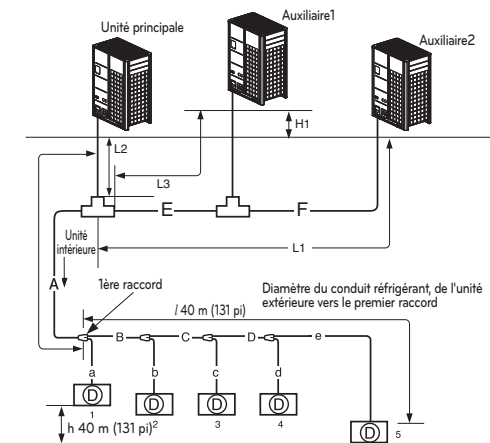 Auxiliaire1
Unité principale
Auxiliaire2
H1
L2
L3
E
F
Unité
intérieure
L1
A
1ère raccord
Diamètre du conduit réfrigérant, de l'unité
extérieure vers le premier raccord
l 40 m (131 pi)
B
C
D
e
a
b
c
d
D
D
D
D
D
1
2
3
4
5
h 40 m (131 pi)